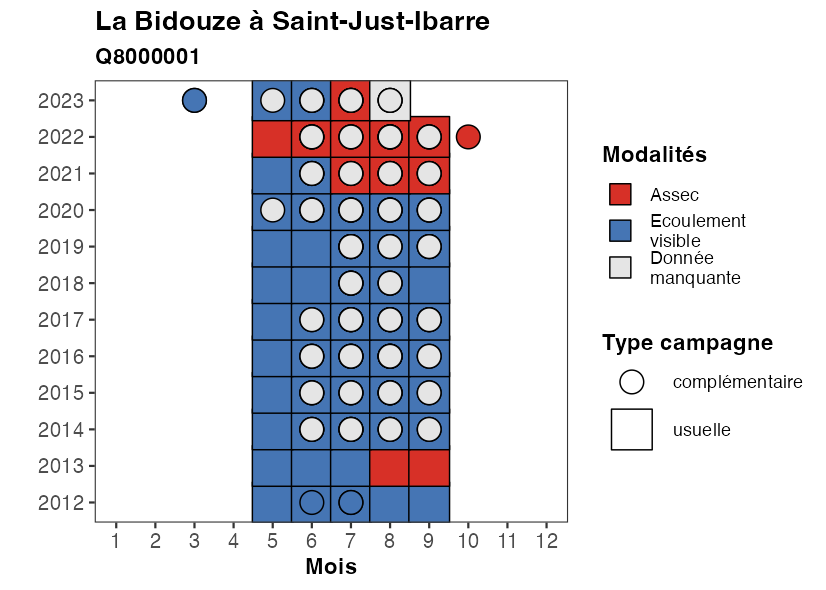 La Bidouze à Saint-Just-Ibarre
Q8000001
2023
2022
2021
2020
2019
2018
2017
2016
2015
2014
2013
2012
1 2 3 4 5 6 7 8 9 10 11 12
Mois
Modalités
Assec
Ecoulement
visible
Donnée
manquante
Type campagne
complémentaire
usuelle